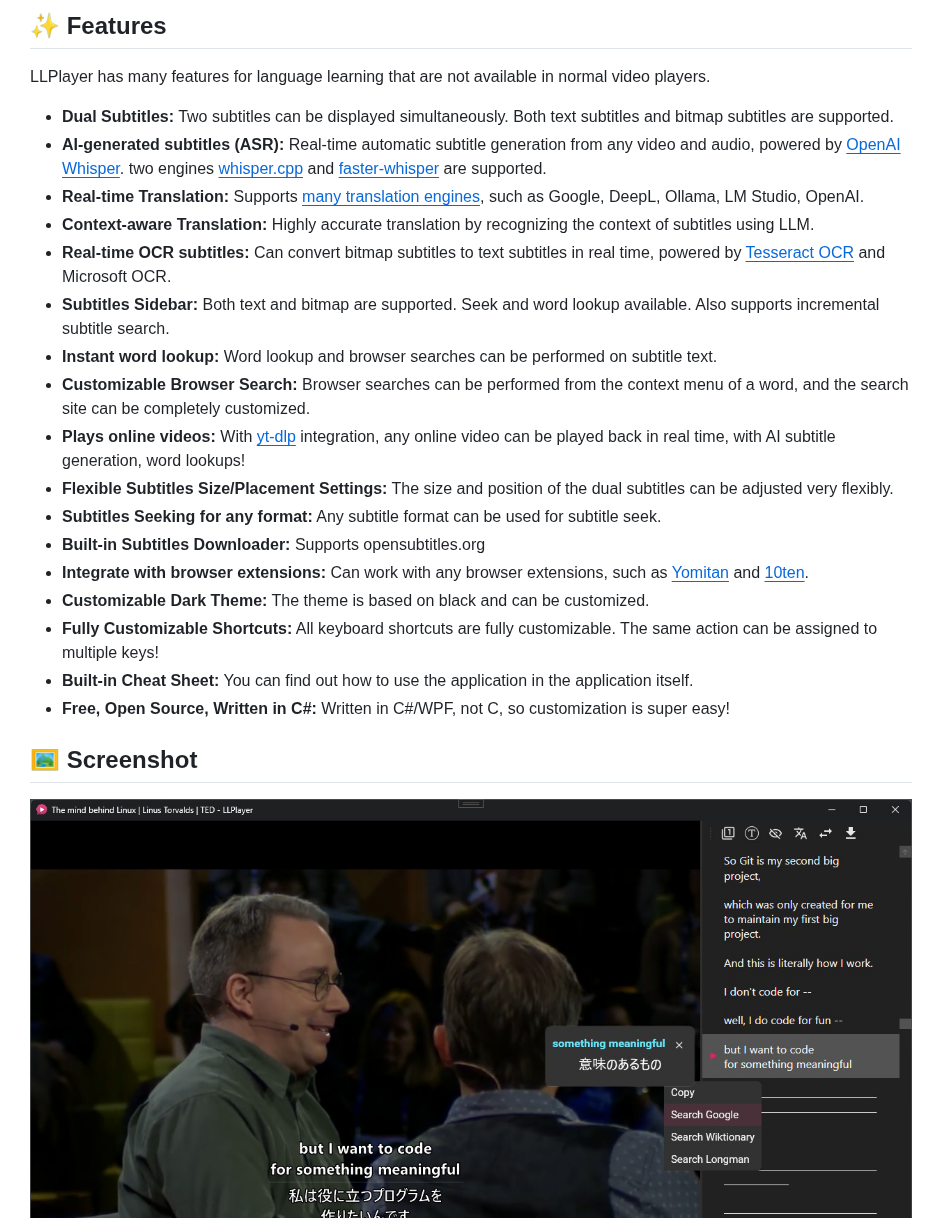 ✨ Features
LLPlayer has many features for language learning that are not available in normal video players.
• Dual Subtitles: Two subtitles can be displayed simultaneously. Both text subtitles and bitmap subtitles are supported.
• AI-generated subtitles (ASR): Real-time automatic subtitle generation from any video and audio, powered by OpenAI
Whisper. two engines whisper.cpp and faster-whisper are supported.
• Real-time Translation: Supports many translation engines, such as Google, DeepL, Ollama, LM Studio, OpenAI.
• Context-aware Translation: Highly accurate translation by recognizing the context of subtitles using LLM.
• Real-time OCR subtitles: Can convert bitmap subtitles to text subtitles in real time, powered by Tesseract OCR and
Microsoft OCR.
• Subtitles Sidebar: Both text and bitmap are supported. Seek and word lookup available. Also supports incremental
subtitle search.
• Instant word lookup: Word lookup and browser searches can be performed on subtitle text.
• Customizable Browser Search: Browser searches can be performed from the context menu of a word, and the search
site can be completely customized.
• Plays online videos: With yt-dlp integration, any online video can be played back in real time, with AI subtitle
generation, word lookups!
• Flexible Subtitles Size/Placement Settings: The size and position of the dual subtitles can be adjusted very flexibly.
• Subtitles Seeking for any format: Any subtitle format can be used for subtitle seek.
• Built-in Subtitles Downloader: Supports opensubtitles.org
• Integrate with browser extensions: Can work with any browser extensions, such as Yomitan and 10ten.
• Customizable Dark Theme: The theme is based on black and can be customized.
• Fully Customizable Shortcuts: All keyboard shortcuts are fully customizable. The same action can be assigned to
multiple keys!
• Built-in Cheat Sheet: You can find out how to use the application in the application itself.
• Free, Open Source, Written in C#: Written in C#/WPF, not C, so customization is super easy!
🖼️ Screenshot
The mind behind Linux | Linus Torvalds | TED - LLPlayer
So Git is my second big
project,
which was only created for me
to maintain my first big
project.
And this is literally how I work.
I don't code for --
well, I do code for fun --
but I want to code
for something meaningful
something meaningful
意味のあるもの
Copy
Search Google
Search Wiktionary
Search Longman
but I want to code
for something meaningful
私は役に立つプログラムを
作りたいんです